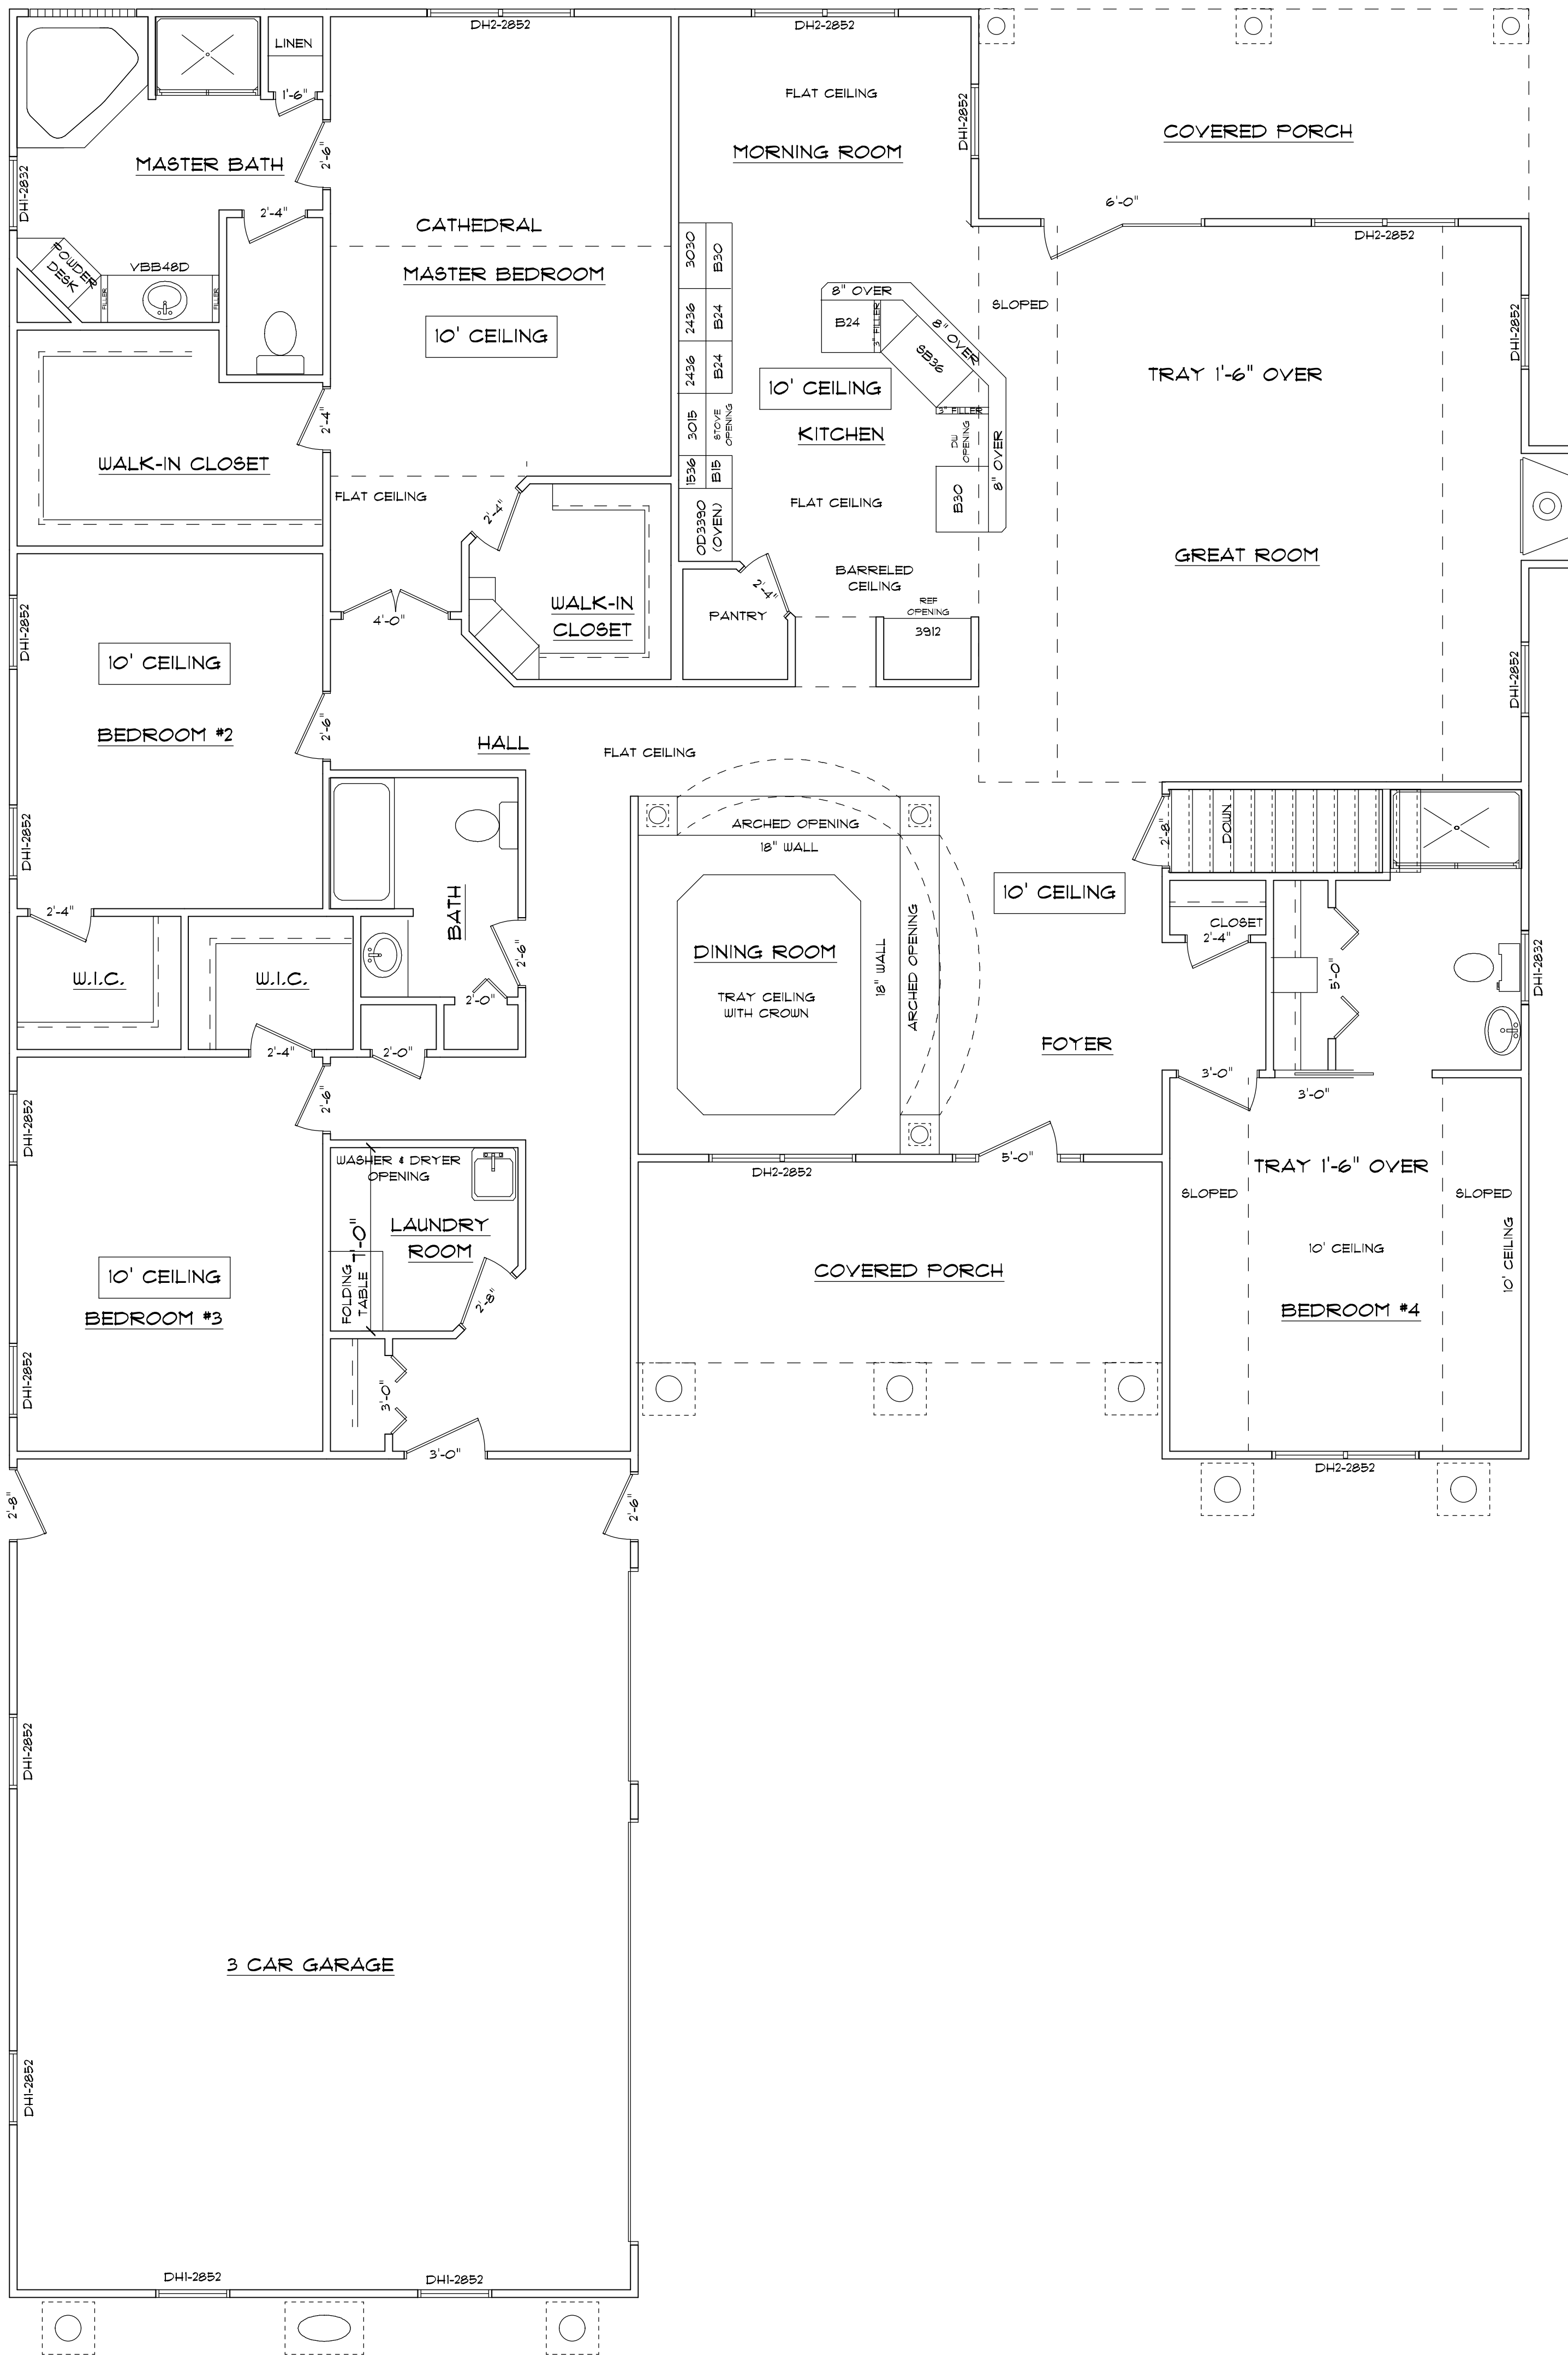 DH2-2852
DH2-2852
LINEN
1'-6"
FLAT CEILING
DH1-2852
COVERED PORCH
MORNING ROOM
MASTER BATH
2'-6"
DH1-2832
2'-4"
6'-0"
CATHEDRAL
DH2-2852
MASTER BEDROOM
10' CEILING
POWDER
DESK
VBB48D
FILLER
FILLER
3030
B30
2436
B24
2436
B24
3015
STOVE
OPENING
1536
B15
OD3390
(OVEN)
8" OVER
B24
3" FILLER
8" OVER
SB36
3" FILLER
DW
OPENING
8" OVER
B30
SLOPED
DH1-2852
TRAY 1'-6" OVER
10' CEILING
KITCHEN
2'-4"
WALK-IN CLOSET
FLAT CEILING
2'-4"
FLAT CEILING
GREAT ROOM
BARRELED
CEILING
2'-4"
PANTRY
REF
OPENING
3912
WALK-IN
CLOSET
4'-0"
DH1-2852
10' CEILING
DH1-2852
BEDROOM #2
2'-6"
HALL
FLAT CEILING
DH1-2852
ARCHED OPENING
18" WALL
2'-8"
DOWN
10' CEILING
2'-4"
BATH
2'-6"
CLOSET
2'-4"
DINING ROOM
18" WALL
ARCHED OPENING
5'-0"
DH1-2832
W.I.C.
W.I.C.
2'-0"
TRAY CEILING
WITH CROWN
FOYER
2'-4"
2'-0"
3'-0"
3'-0"
DH1-2852
2'-6"
WASHER & DRYER
OPENING
5'-0"
DH2-2852
TRAY 1'-6" OVER
SLOPED
SLOPED
LAUNDRY
ROOM
7'-0"
FOLDING
TABLE
2'-8"
10' CEILING
10' CEILING
COVERED PORCH
10' CEILING
BEDROOM #3
BEDROOM #4
DH1-2852
3'-0"
3'-0"
DH2-2852
2'-8"
2'-6"
DH1-2852
3 CAR GARAGE
DH1-2852
DH1-2852
DH1-2852